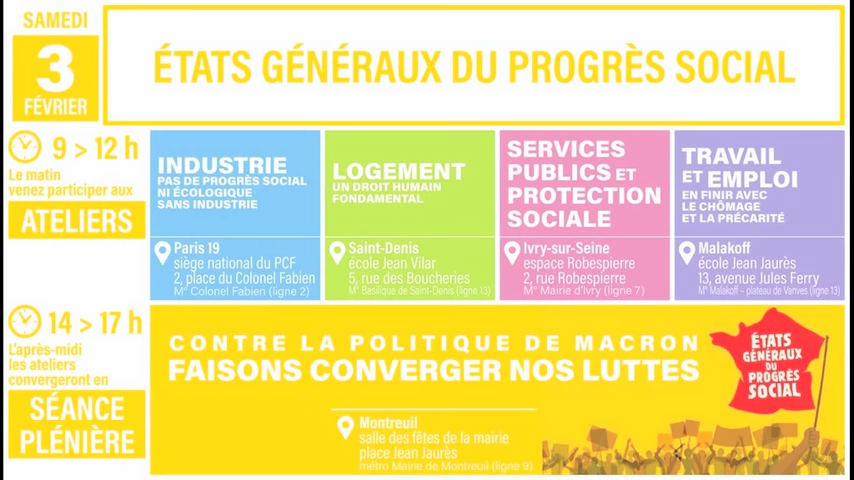 SAMEDI
3
FÉVRIER
ÉTATS GÉNÉRAUX DU PROGRÈS SOCIAL
9 > 12 h
Le matin
venez participer aux
ATELIERS
INDUSTRIE
PAS DE PROGRÈS SOCIAL
NI ÉCOLOGIQUE
SANS INDUSTRIE
Paris 19
siège national du PCF
2, place du Colonel Fabien
M° Colonel Fabien (ligne 2)
LOGEMENT
UN DROIT HUMAIN
FONDAMENTAL
Saint-Denis
école Jean Vilar
5, rue des Boucheries
M° Basilique de Saint-Denis (ligne 13)
SERVICES
PUBLICS ET
PROTECTION
SOCIALE
Ivry-sur-Seine
espace Robespierre
2, rue Robespierre
M° Mairie d'Ivry (ligne 7)
TRAVAIL
ET EMPLOI
EN FINIR AVEC
LE CHÔMAGE
ET LA PRÉCARITÉ
Malakoff
école Jean Jaurès
13, avenue Jules Ferry
M° Malakoff – plateau de Vanves (ligne 13)
14 > 17 h
L'après-midi
les ateliers
convergeront en
SÉANCE
PLÉNIÈRE
CONTRE LA POLITIQUE DE MACRON
FAISONS CONVERGER NOS LUTTES
Montreuil
salle des fêtes de la mairie
place Jean Jaurès
métro Mairie de Montreuil (ligne 9)
ÉTATS
GÉNÉRAUX
DU
PROGRÈS
SOCIAL